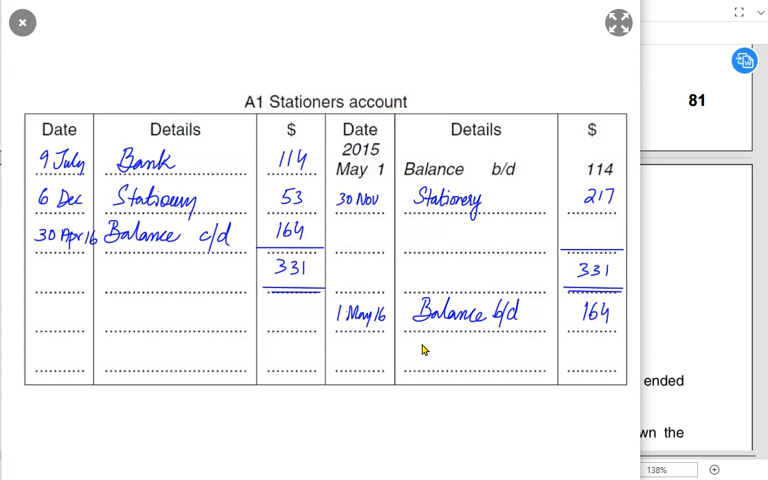 81
A1 Stationers account
Date Details $ Date Details $
2015
9 July Bank 114 May 1 Balance b/d 114
6 Dec Stationery 53 30 Nov Stationery 217
30 Apr 16 Balance c/d 164
331 331
1 May 16 Balance b/d 164
ended
wn the
138%